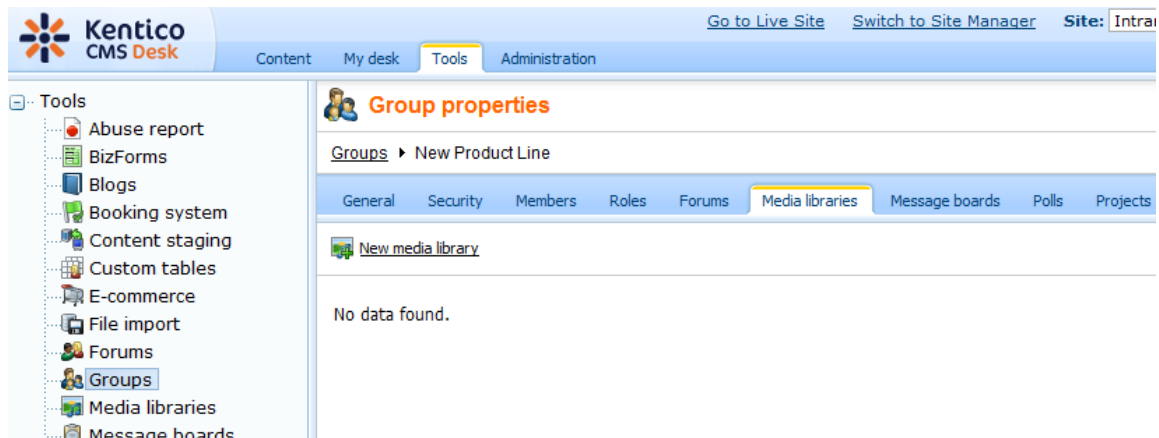 Kentico
CMS Desk
Go to Live Site Switch to Site Manager Site: Intra
Content My desk Tools Administration
Tools
Abuse report
BizForms
Blogs
Booking system
Content staging
Custom tables
E-commerce
File import
Forums
Groups
Media libraries
Message boards
Group properties
Groups New Product Line
General Security Members Roles Forums Media libraries Message boards Polls Projects
New media library
No data found.